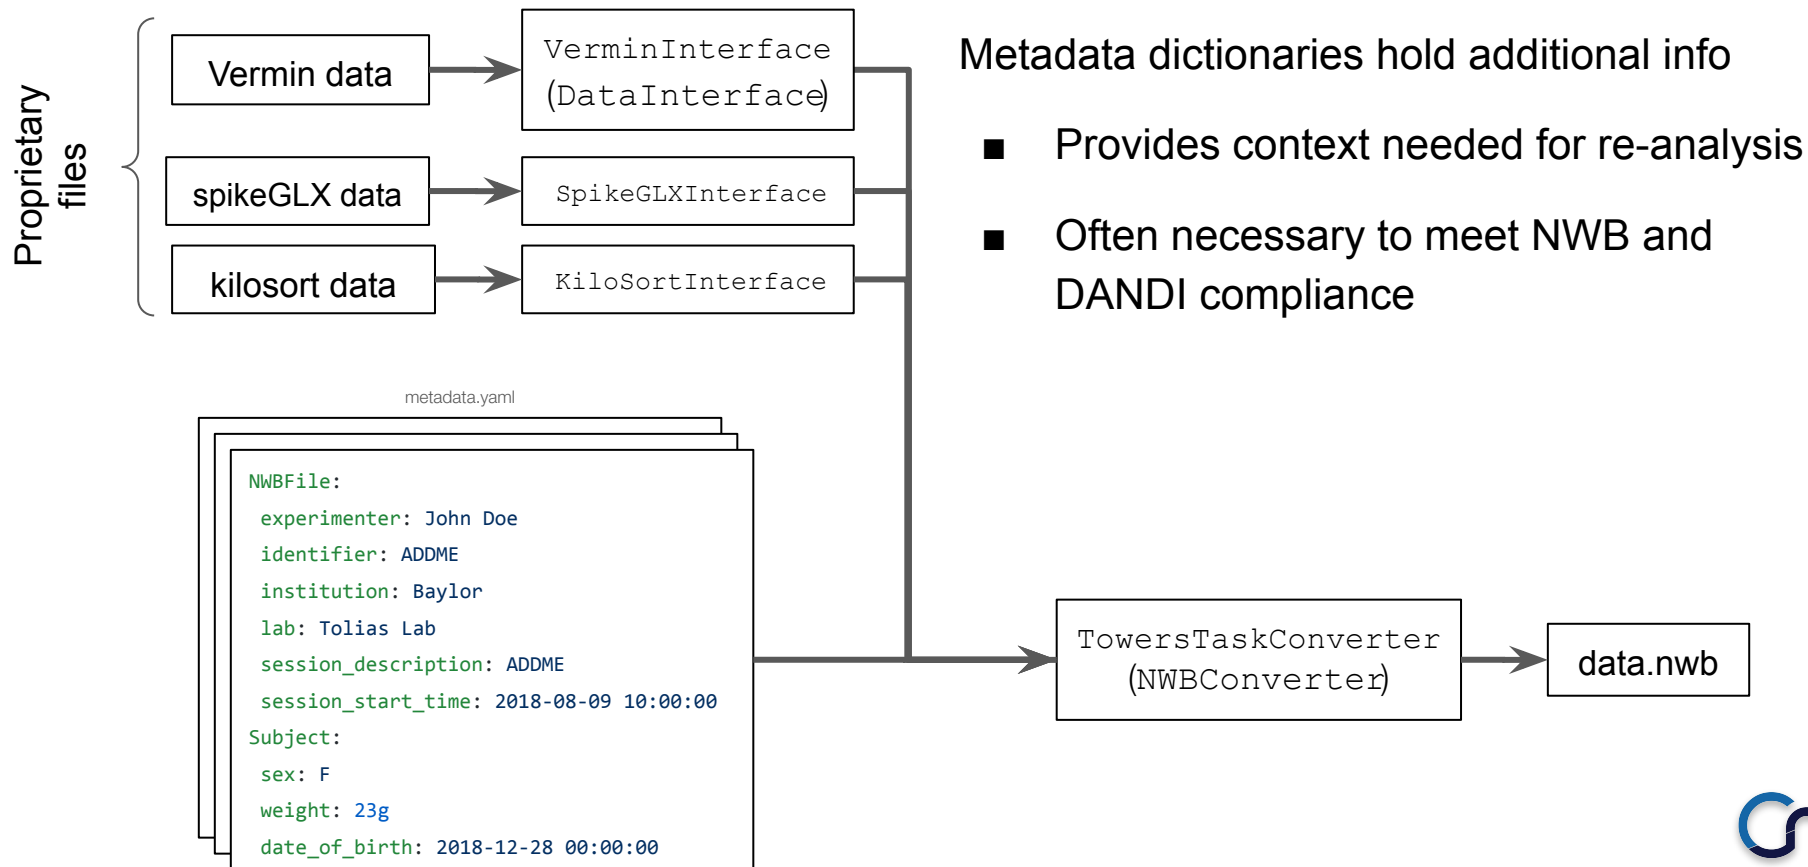 Proprietary
files
Vermin data
VerminInterface
(DataInterface)
spikeGLX data
SpikeGLXInterface
kilosort data
KiloSortInterface
Metadata dictionaries hold additional info
■ Provides context needed for re-analysis
■ Often necessary to meet NWB and
DANDI compliance
metadata.yaml
NWBFile:
experimenter: John Doe
identifier: ADDME
institution: Baylor
lab: Tolias Lab
session_description: ADDME
session_start_time: 2018-08-09 10:00:00
Subject:
sex: F
weight: 23g
date_of_birth: 2018-12-28 00:00:00
TowersTaskConverter
(NWBConverter)
data.nwb